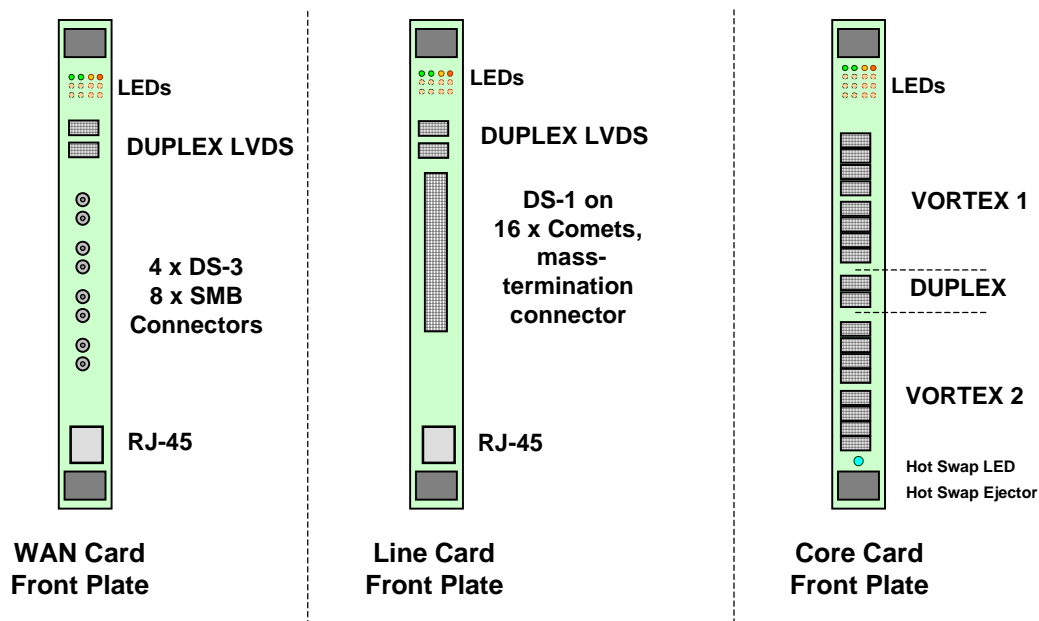 LEDs
DUPLEX LVDS
4 x DS-3
8 x SMB
Connectors
RJ-45
WAN Card
Front Plate
LEDs
DUPLEX LVDS
DS-1 on
16 x Comets,
mass-
termination
connector
RJ-45
Line Card
Front Plate
LEDs
VORTEX 1
DUPLEX
VORTEX 2
Hot Swap LED
Hot Swap Ejector
Core Card
Front Plate